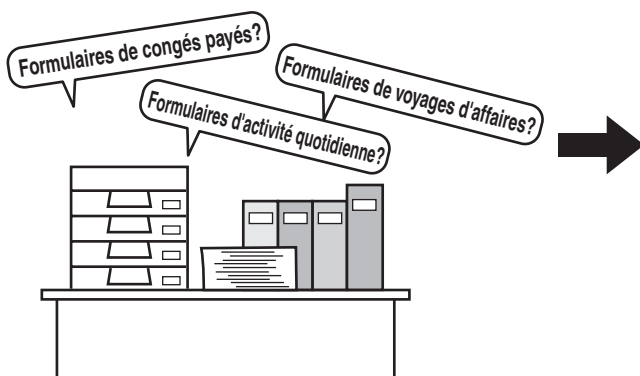 Formulaires de congés payés?
Formulaires de voyages d'affaires?
Formulaires d'activité quotidienne?